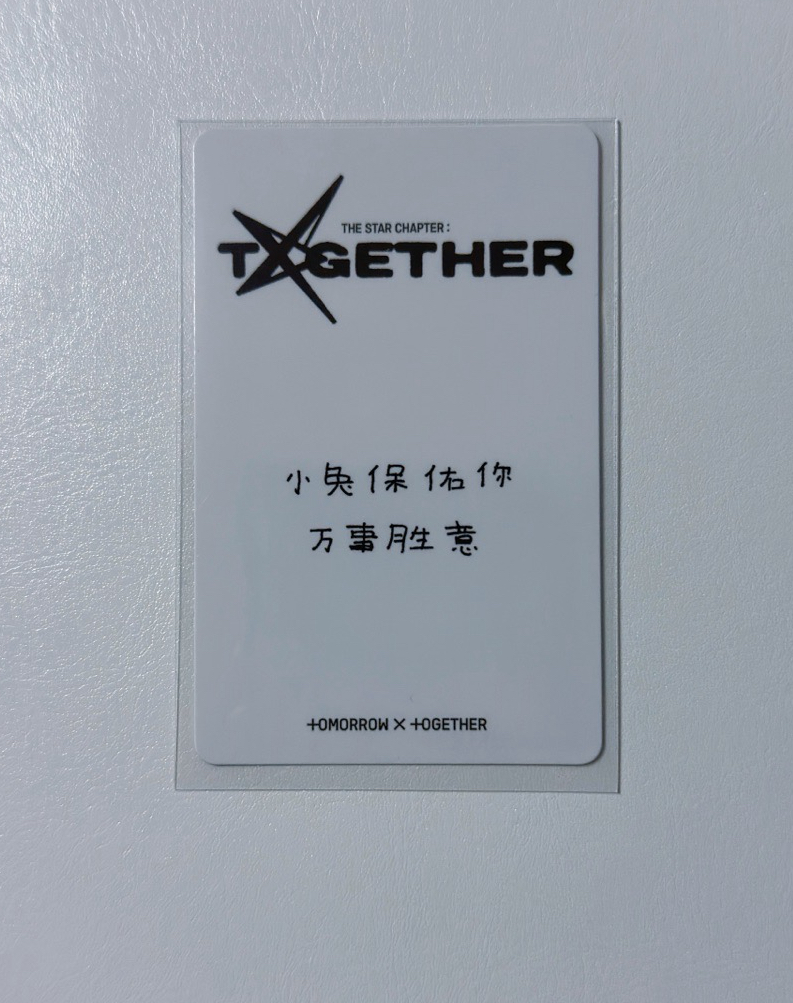 THE STAR CHAPTER :
TOGETHER
小兔保佑你
万事胜意
TOMORROW X TOGETHER